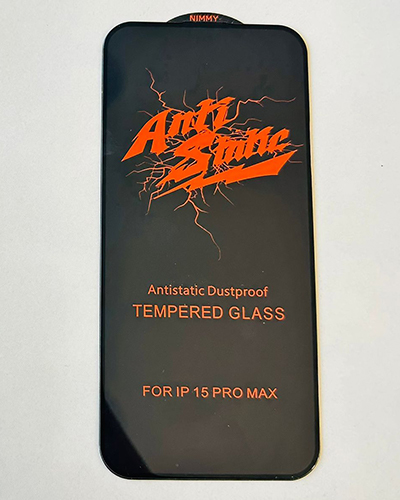 NIMMY
Anti
Static
Antistatic Dustproof
TEMPERED GLASS
FOR IP 15 PRO MAX